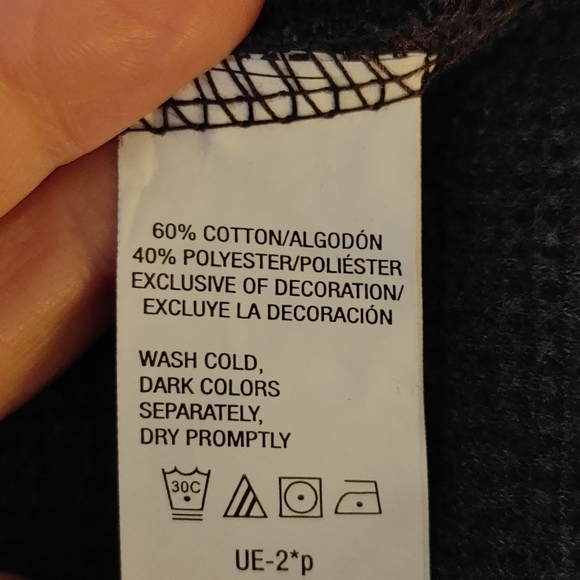 60% COTTON/ALGODÓN
40% POLYESTER/POLIÉSTER
EXCLUSIVE OF DECORATION/
EXCLUYE LA DECORACIÓN
WASH COLD,
DARK COLORS
SEPARATELY,
DRY PROMPTLY
30C
UE-2*p